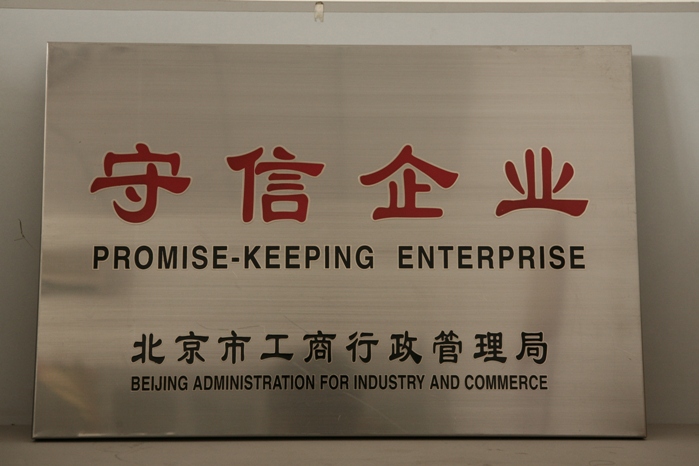 守信企业
PROMISE-KEEPING ENTERPRISE
北京市工商行政管理局
BEIJING ADMINISTRATION FOR INDUSTRY AND COMMERCE